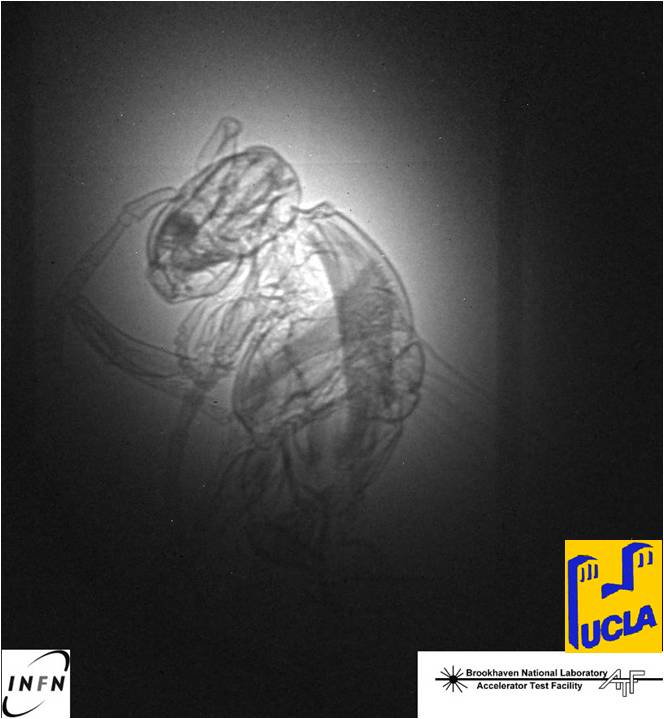 UCLA
INFN
Brookhaven National Laboratory
Accelerator Test Facility
ATF